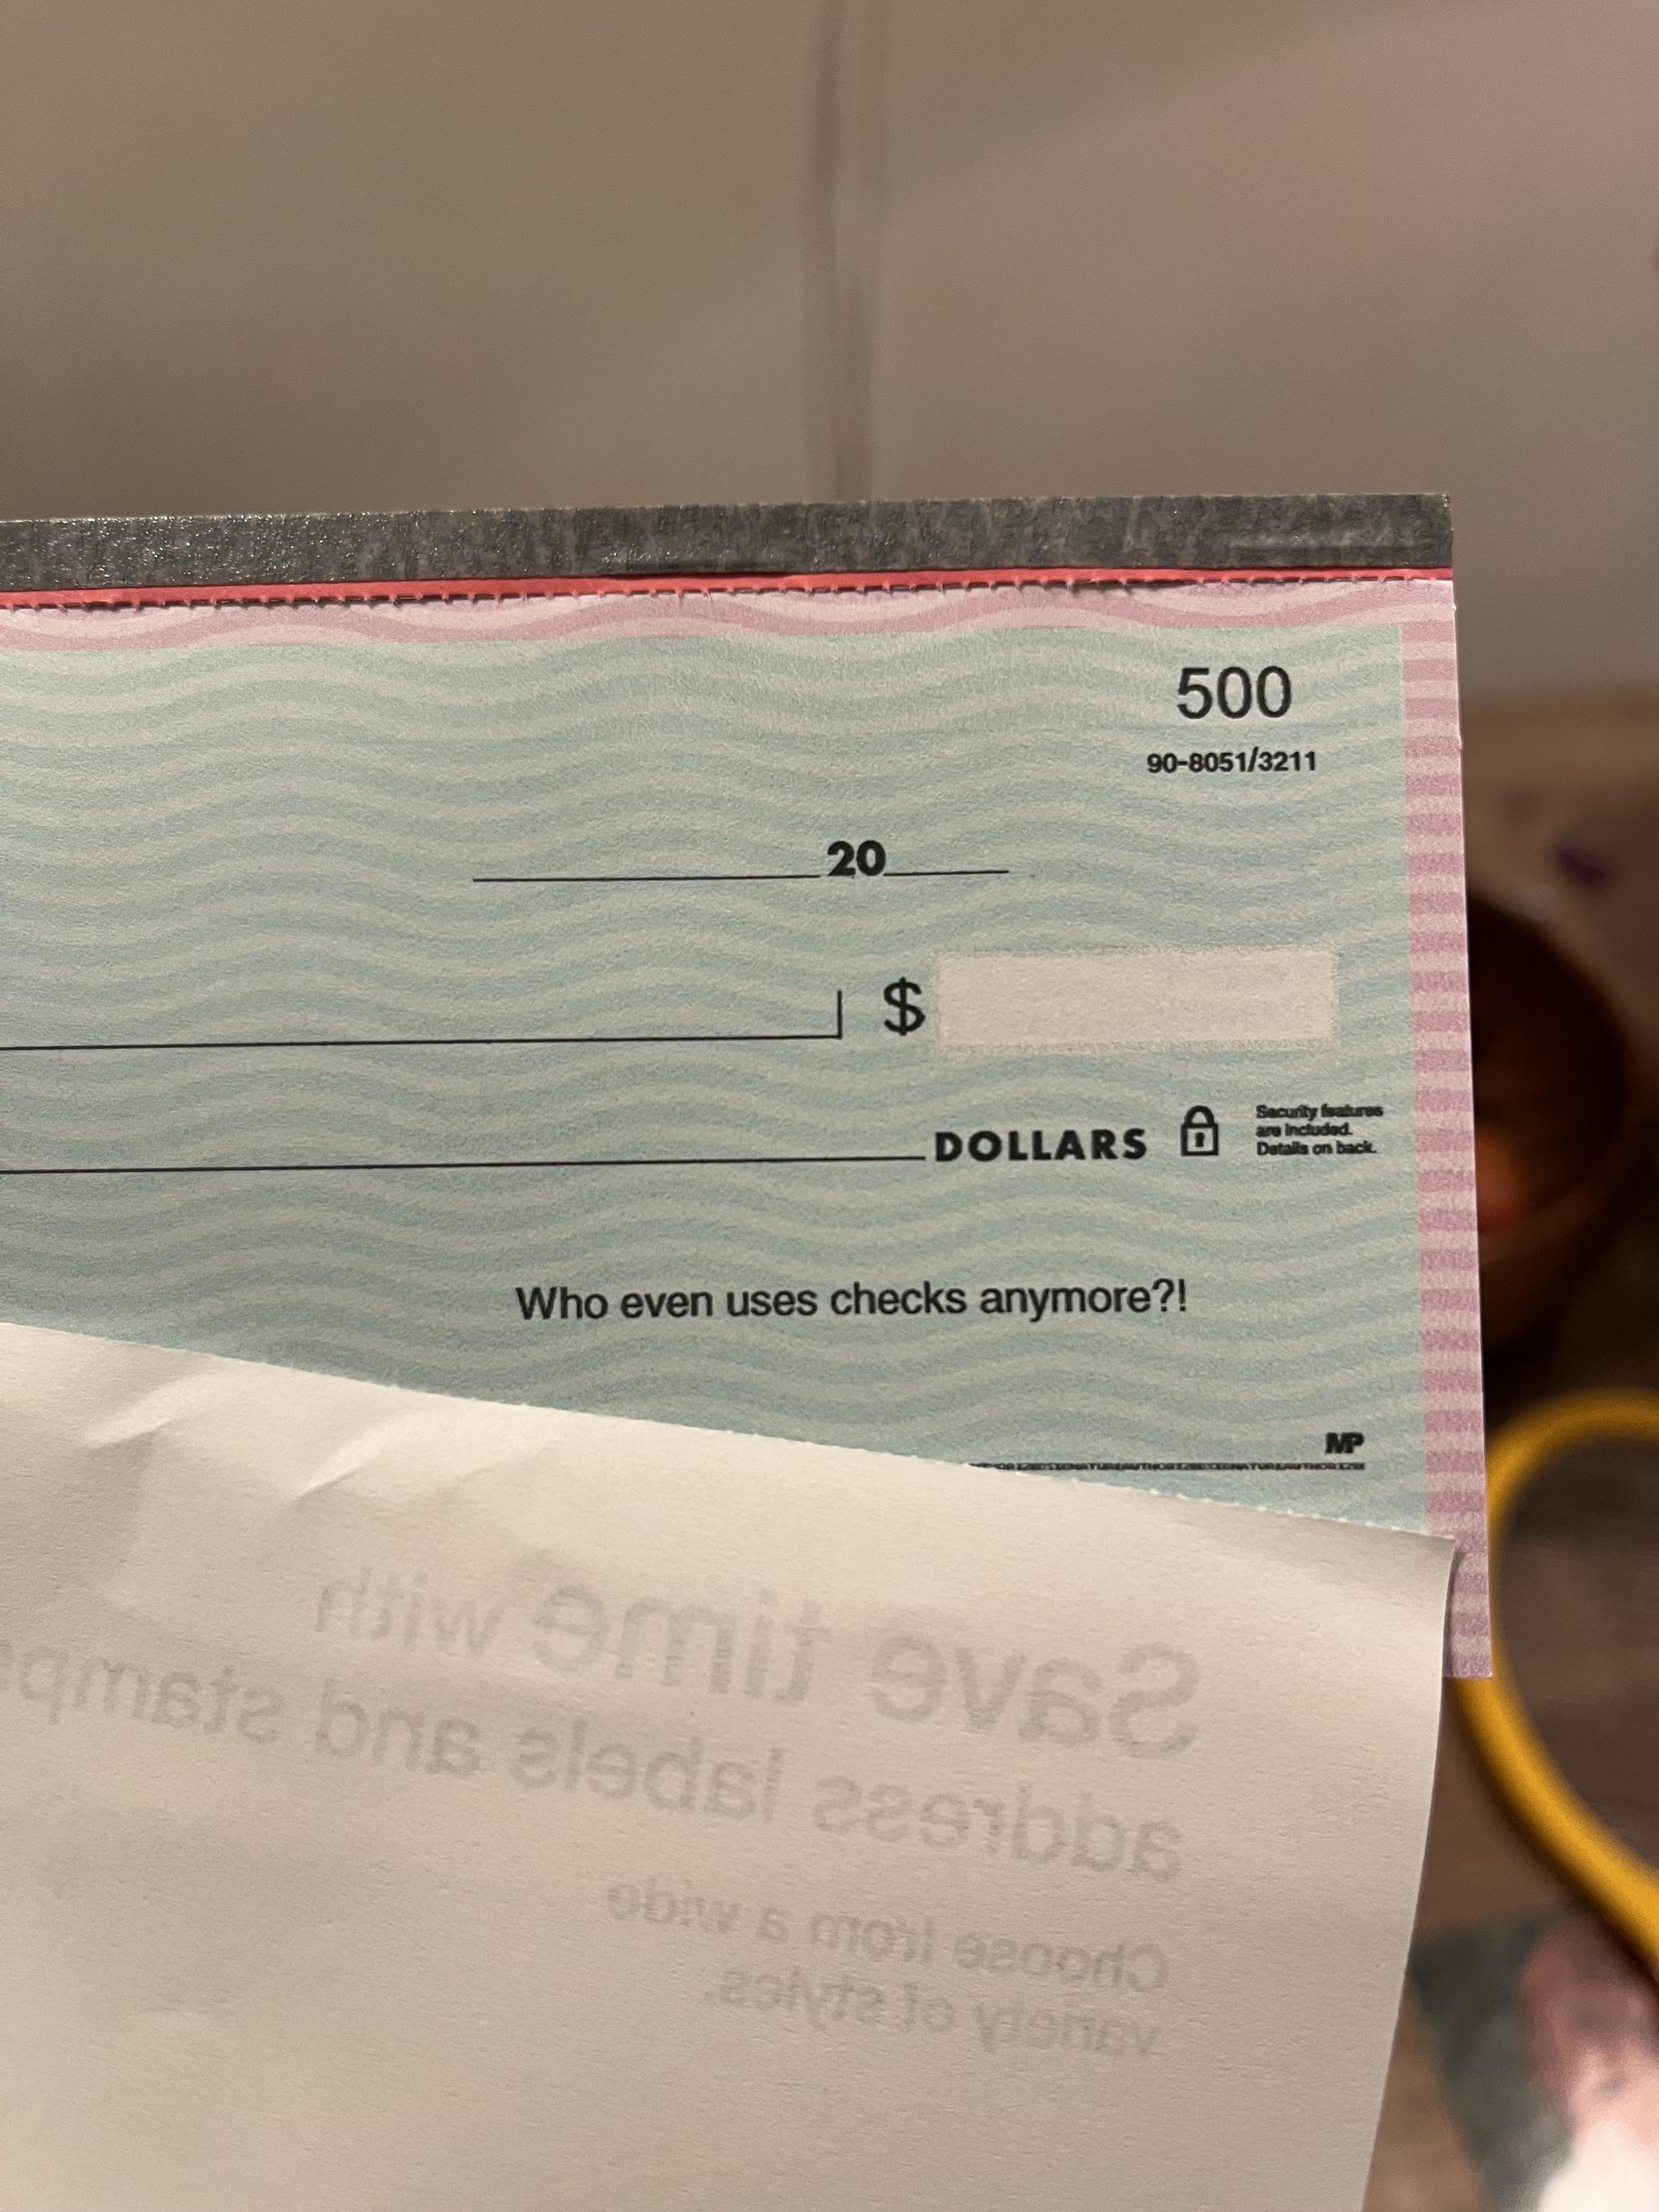 500
90-8051/3211
20
$
DOLLARS
Security features
are included.
Details on back.
Who even uses checks anymore?!
MP
Save time with
address labels and stamps
Choose from a wide
variety of styles.